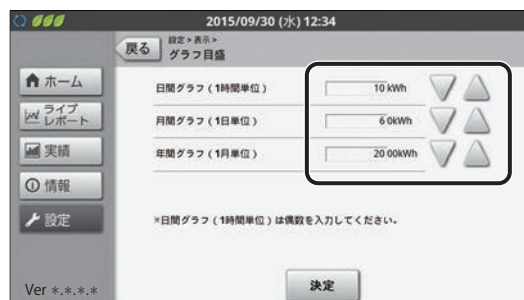 2015/09/30 (水) 12:34
戻る
設定 > 表示 >
グラフ目盛
ホーム
ライブ
レポート
実績
情報
設定
Ver *.*.*.*
日間グラフ (1時間単位) 10 kWh
月間グラフ (1日単位) 6 0kWh
年間グラフ (1月単位) 20 00kWh
※日間グラフ (1時間単位) は偶数を入力してください。
決定